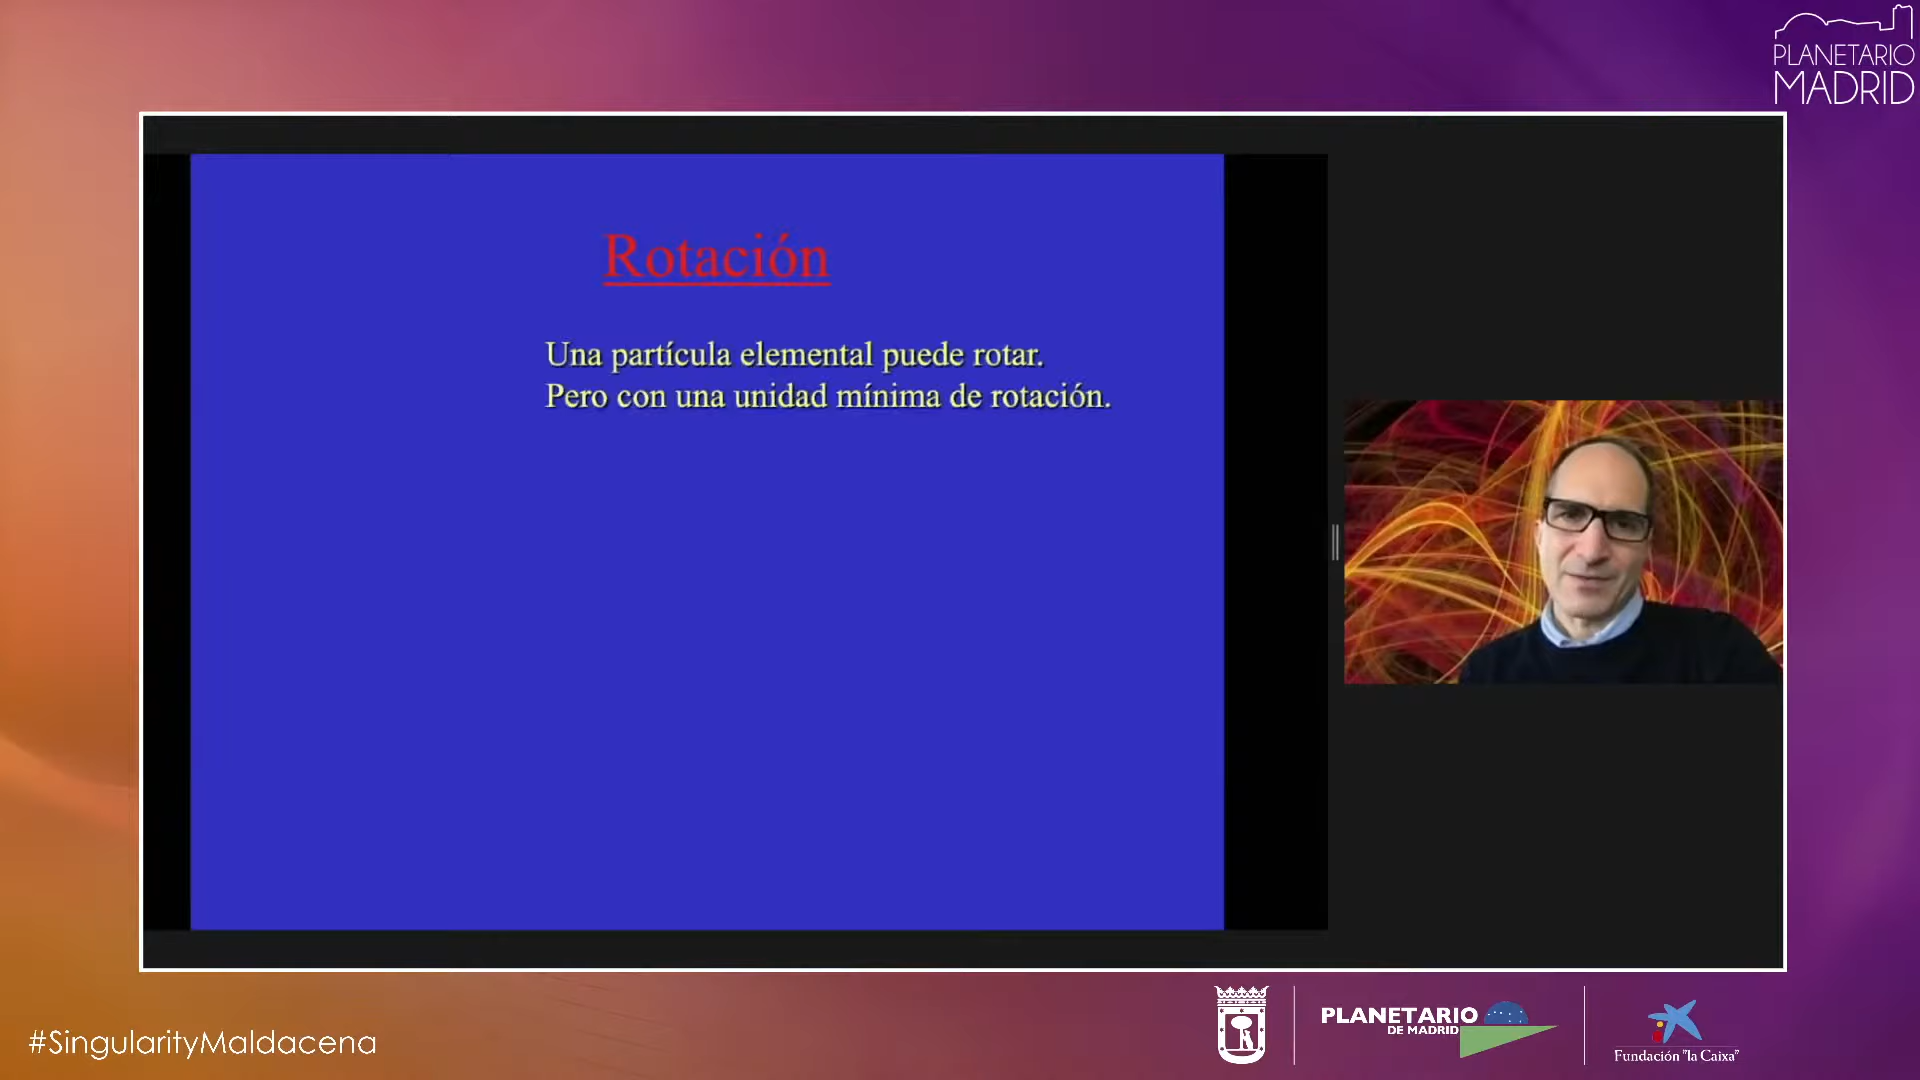 PLANETARIO
MADRID
Rotación
Una partícula elemental puede rotar.
Pero con una unidad mínima de rotación.
#SingularityMaldacena
PLANETARIO
DE MADRID
Fundación "la Caixa"